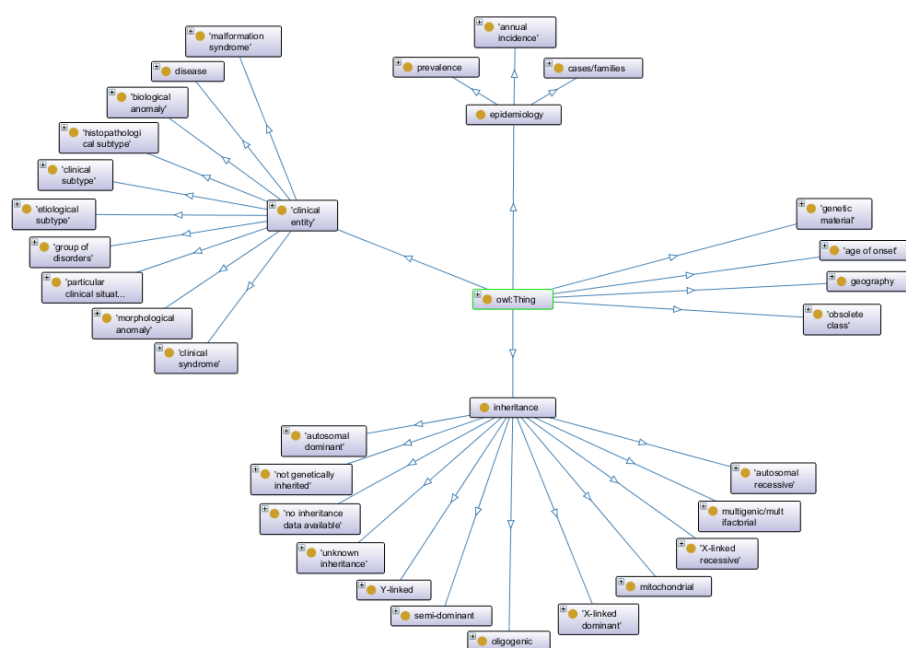 'malformation
syndrome'
disease
'biological
anomaly'
'histopathologi
cal subtype'
'clinical
subtype'
'etiological
subtype'
'group of
disorders'
'particular
clinical situat...
'morphological
anomaly'
'clinical
syndrome'
'clinical
entity'
'annual
incidence'
prevalence
cases/families
epidemiology
'genetic
material'
'age of onset'
geography
'obsolete
class'
owl:Thing
inheritance
'autosomal
dominant'
'not genetically
inherited'
'no inheritance
data available'
'unknown
inheritance'
Y-linked
semi-dominant
oligogenic
'X-linked
dominant'
mitochondrial
'X-linked
recessive'
multigenic/mult
ifactorial
'autosomal
recessive'